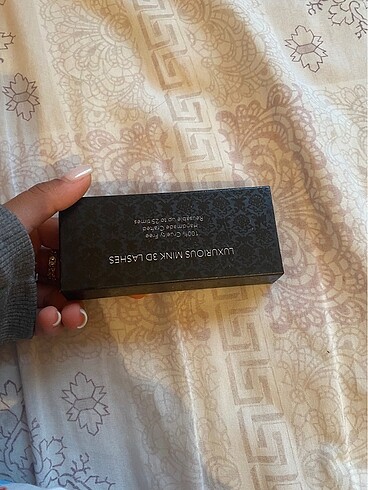 LUXURIOUS MINK 3D LASHES
100% Cruelty Free
Handmade Crafted
Reusable up to 25 times